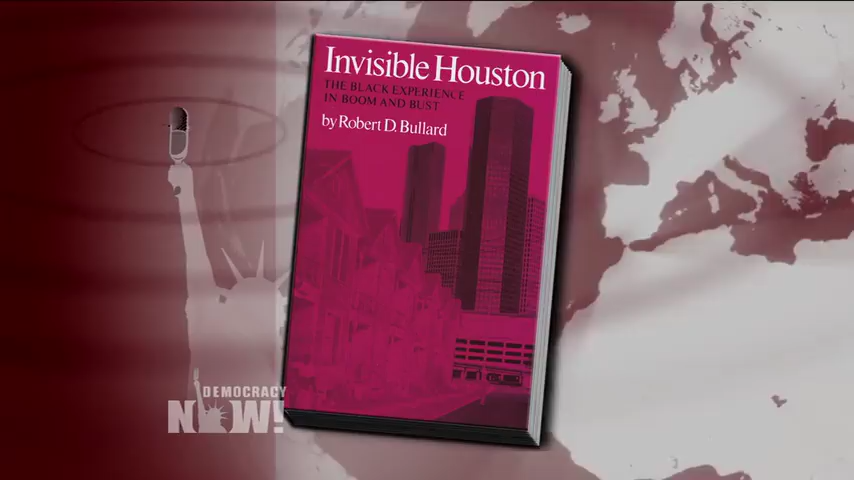 Invisible Houston
THE BLACK EXPERIENCE
IN BOOM AND BUST
by Robert D. Bullard
DEMOCRACY
NOW!